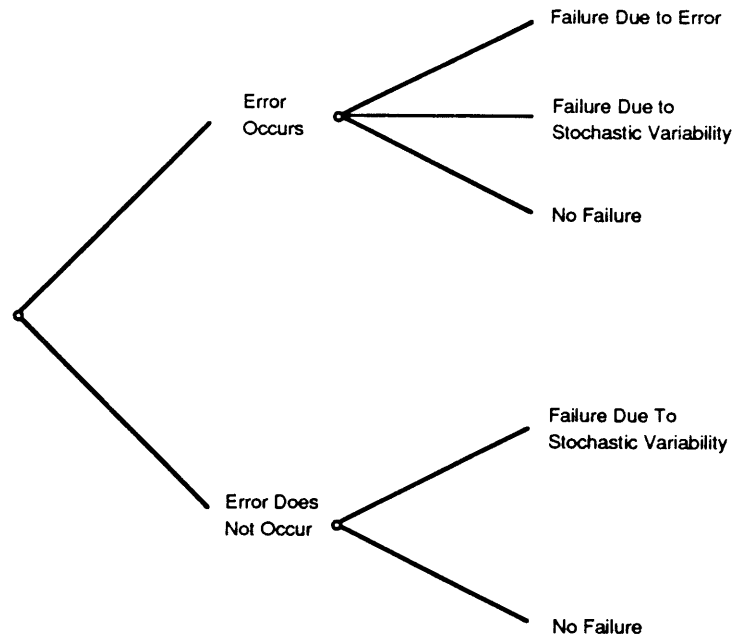 Failure Due to Error
Error
Occurs
Failure Due to
Stochastic Variability
No Failure
Failure Due To
Stochastic Variability
Error Does
Not Occur
No Failure